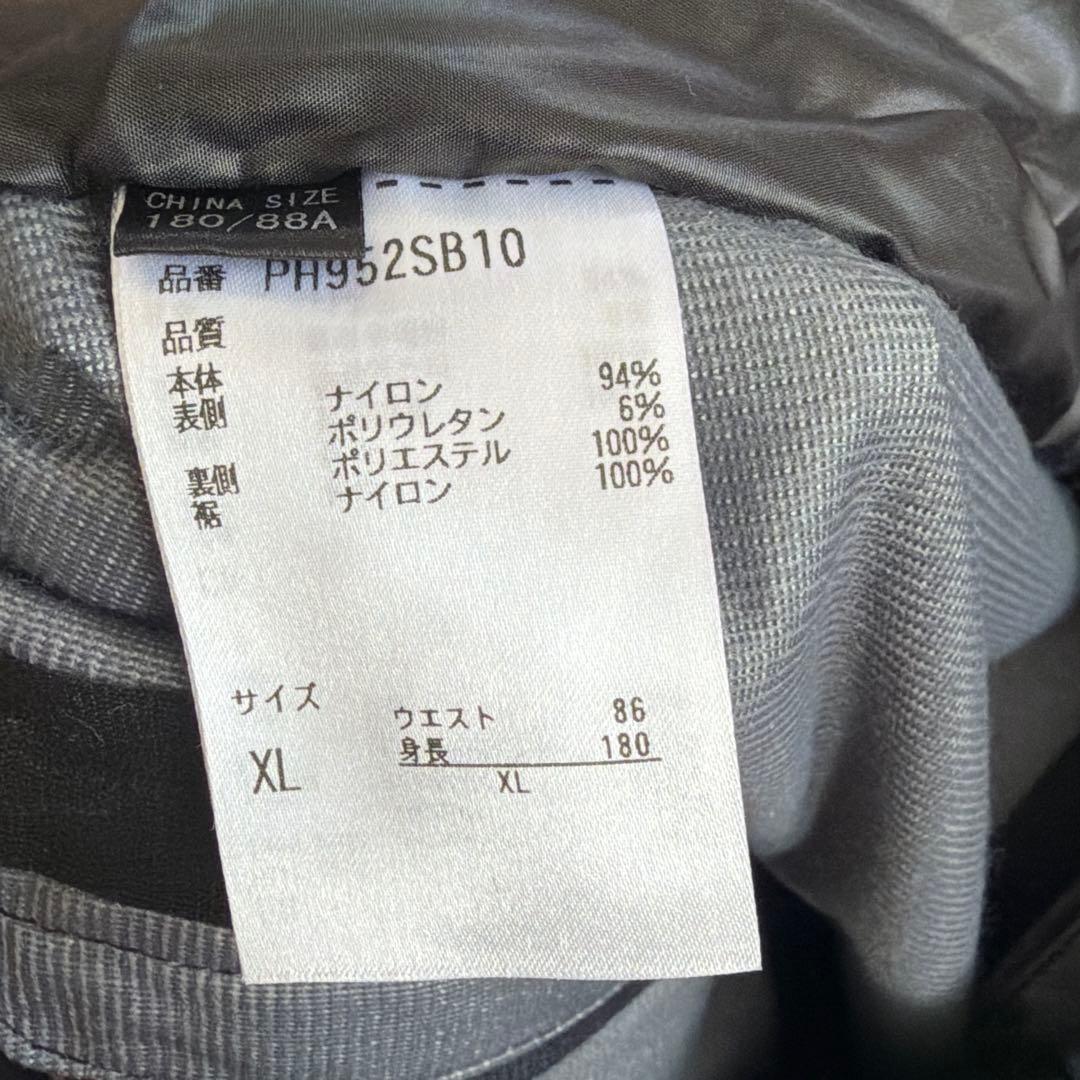 CHINA SIZE
180/88A
品番 PH952SB10
品質
本体 ナイロン 94%
表側 ポリウレタン 6%
ポリエステル 100%
裏側 ナイロン 100%
裾
サイズ
ウエスト 86
身長 180
XL
XL